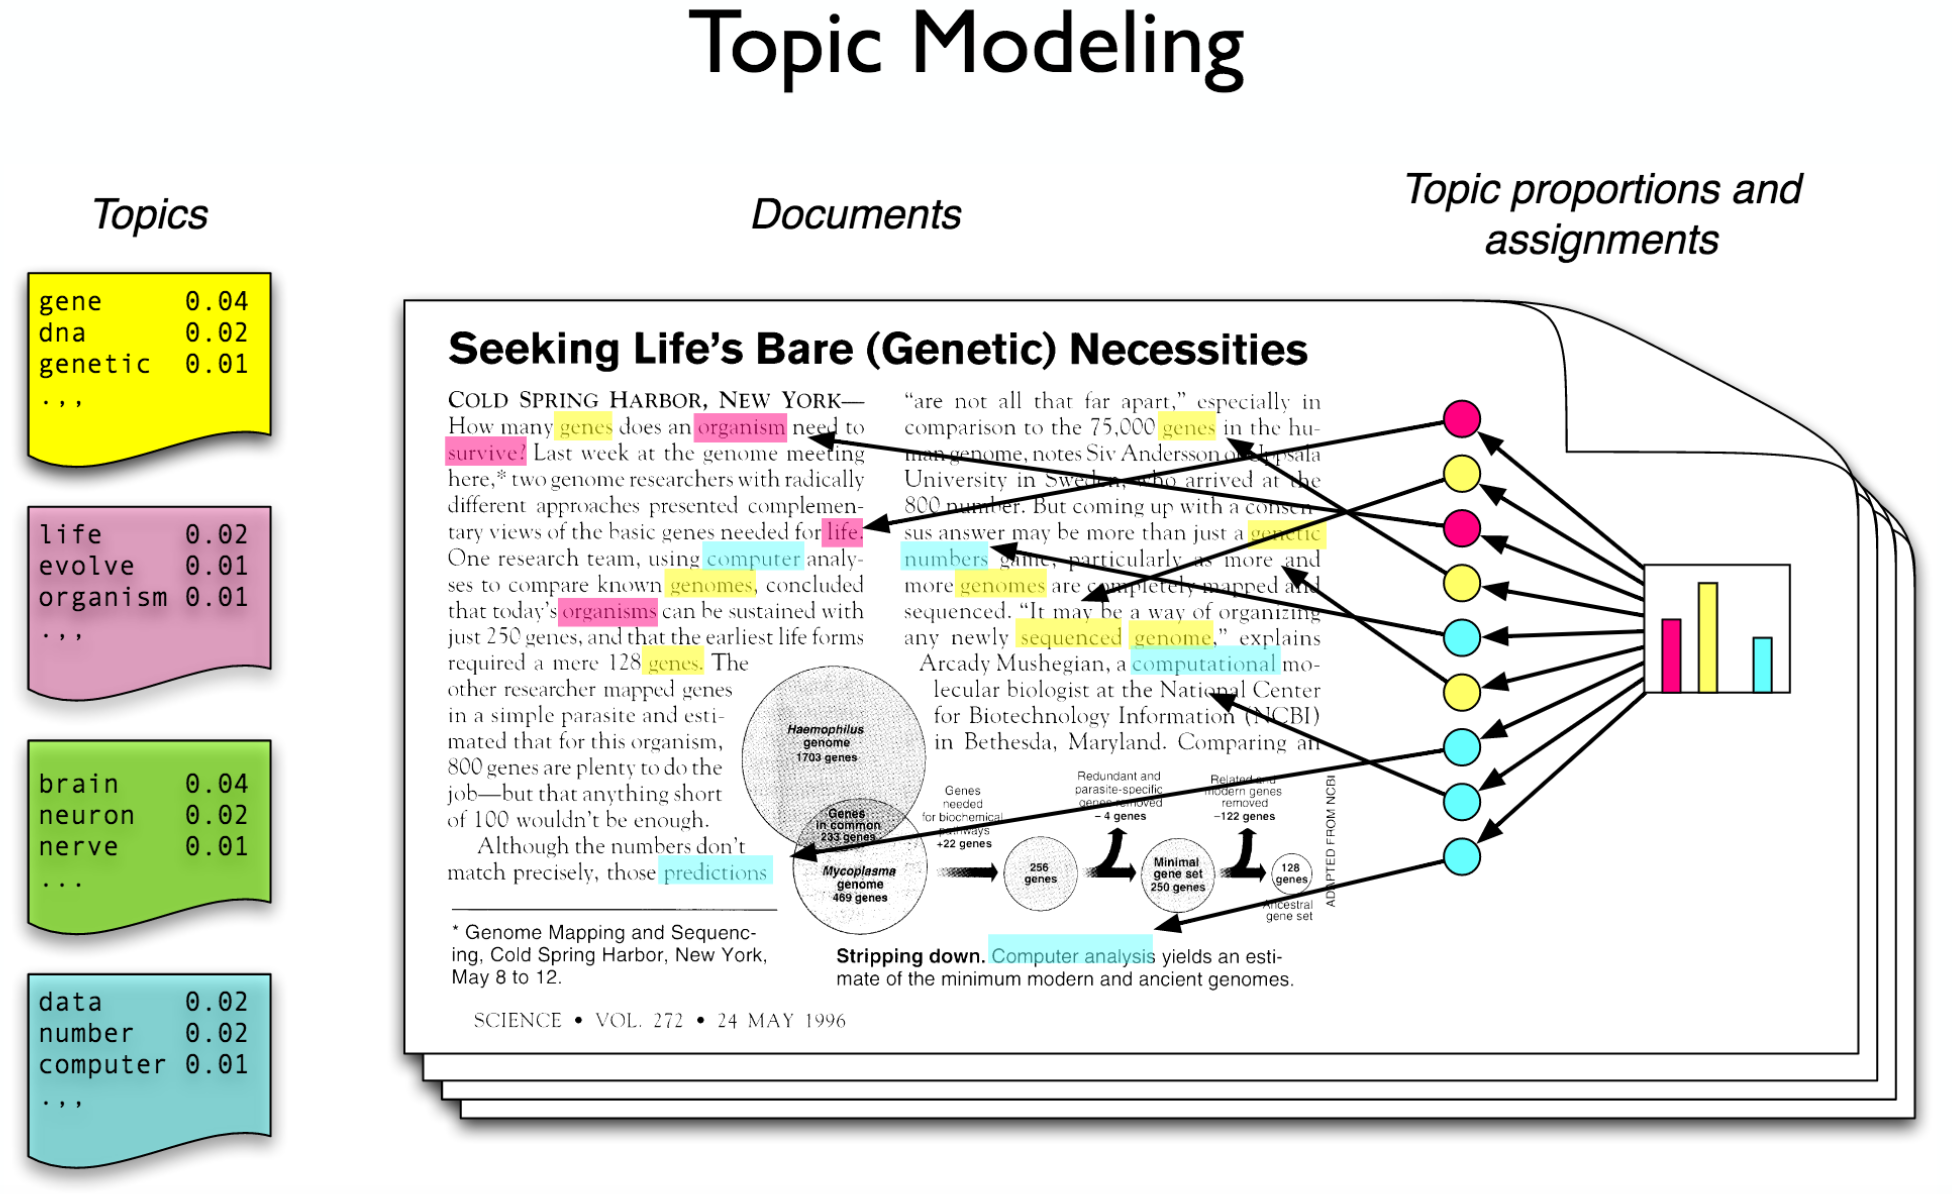 Topic Modeling
Topics
Documents
Topic proportions and
assignments
gene 0.04
dna 0.02
genetic 0.01
.,,
life 0.02
evolve 0.01
organism 0.01
.,,
brain 0.04
neuron 0.02
nerve 0.01
...
data 0.02
number 0.02
computer 0.01
.,,
Seeking Life's Bare (Genetic) Necessities
COLD SPRING HARBOR, NEW YORK—
How many genes does an organism need to
survive? Last week at the genome meeting
here,* two genome researchers with radically
different approaches presented complemen-
tary views of the basic genes needed for life.
One research team, using computer analy-
ses to compare known genomes, concluded
that today's organisms can be sustained with
just 250 genes, and that the earliest life forms
required a mere 128 genes. The
other researcher mapped genes
in a simple parasite and esti-
mated that for this organism,
800 genes are plenty to do the
job—but that anything short
of 100 wouldn't be enough.
Although the numbers don't
match precisely, those predictions
* Genome Mapping and Sequenc-
ing, Cold Spring Harbor, New York,
May 8 to 12.
"are not all that far apart," especially in
comparison to the 75,000 genes in the hu-
man genome, notes Siv Andersson of Uppsala
University in Sweden, who arrived at the
800 number. But coming up with a consen-
sus answer may be more than just a genetic
numbers game, particularly as more and
more genomes are completely mapped and
sequenced. "It may be a way of organizing
any newly sequenced genome," explains
Arcady Mushegian, a computational mo-
lecular biologist at the National Center
for Biotechnology Information (NCBI)
in Bethesda, Maryland. Comparing an
Haemophilus
genome
1703 genes
Genes
in common
233 genes
Mycoplasma
genome
469 genes
Genes
needed
for biochemical
pathways
+22 genes
256
genes
Redundant and
parasite-specific
genes removed
– 4 genes
Minimal
gene set
250 genes
Related and
modern genes
removed
–122 genes
128
genes
Ancestral
gene set
ADAPTED FROM NCBI
Stripping down. Computer analysis yields an esti-
mate of the minimum modern and ancient genomes.
SCIENCE • VOL. 272 • 24 MAY 1996